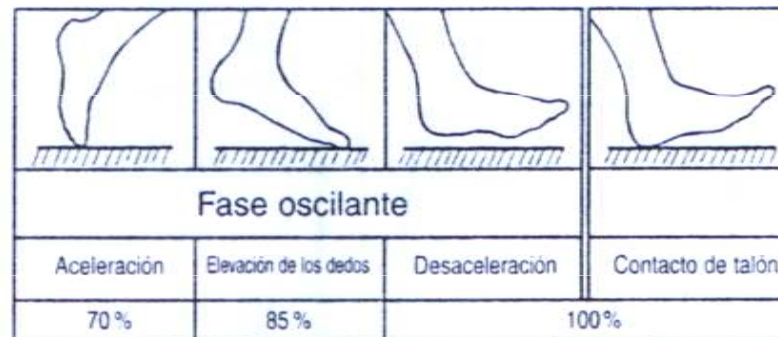 Fase oscilante
Aceleración Elevación de los dedos Desaceleración Contacto de talón
70% 85% 100%